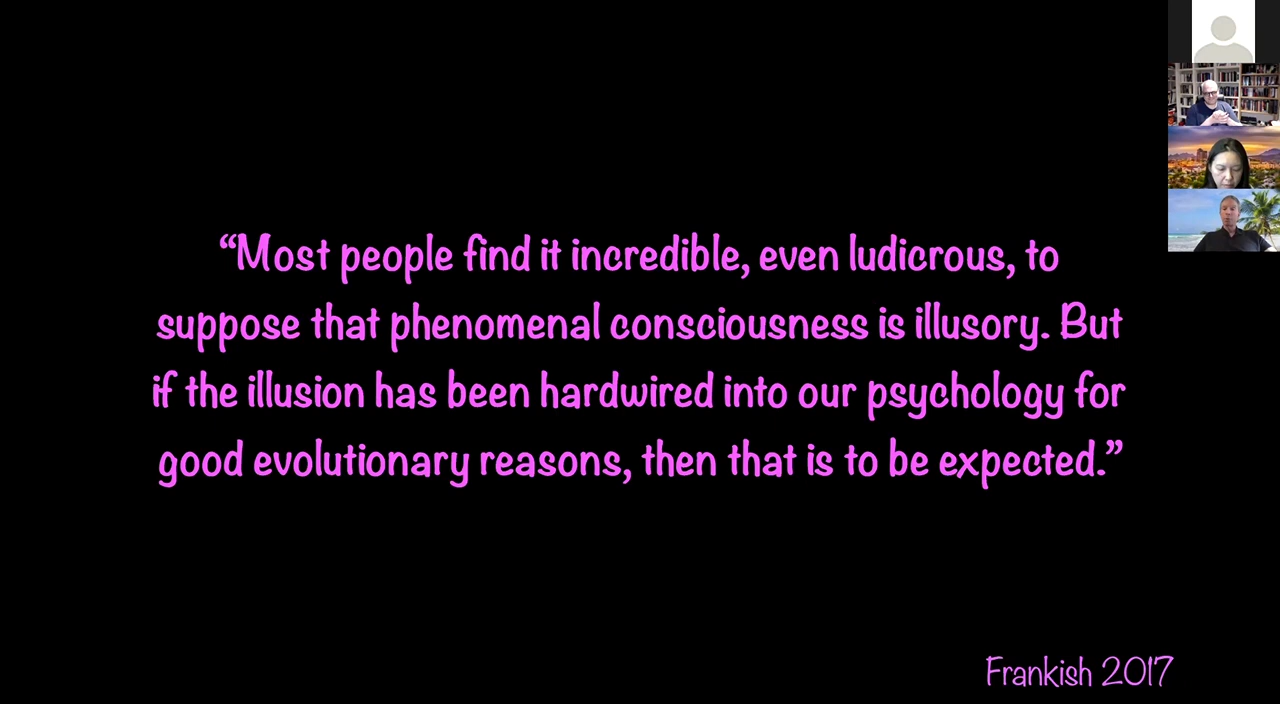 “Most people find it incredible, even ludicrous, to
suppose that phenomenal consciousness is illusory. But
if the illusion has been hardwired into our psychology for
good evolutionary reasons, then that is to be expected.”
Frankish 2017